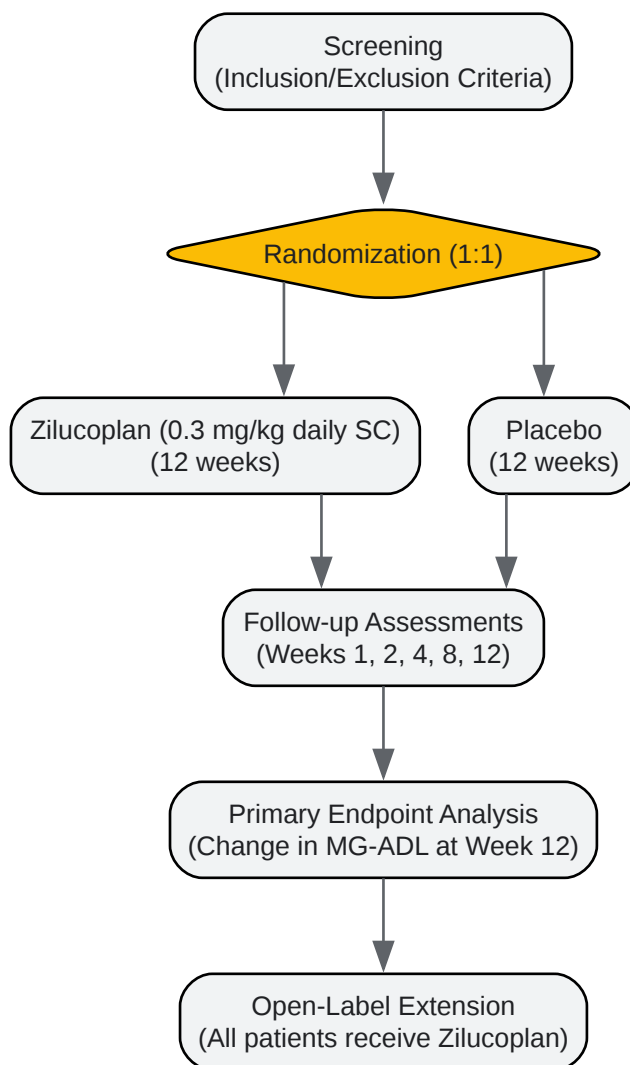 Screening
(Inclusion/Exclusion Criteria)
Randomization (1:1)
Zilucoplan (0.3 mg/kg daily SC)
(12 weeks)
Placebo
(12 weeks)
Follow-up Assessments
(Weeks 1, 2, 4, 8, 12)
Primary Endpoint Analysis
(Change in MG-ADL at Week 12)
Open-Label Extension
(All patients receive Zilucoplan)